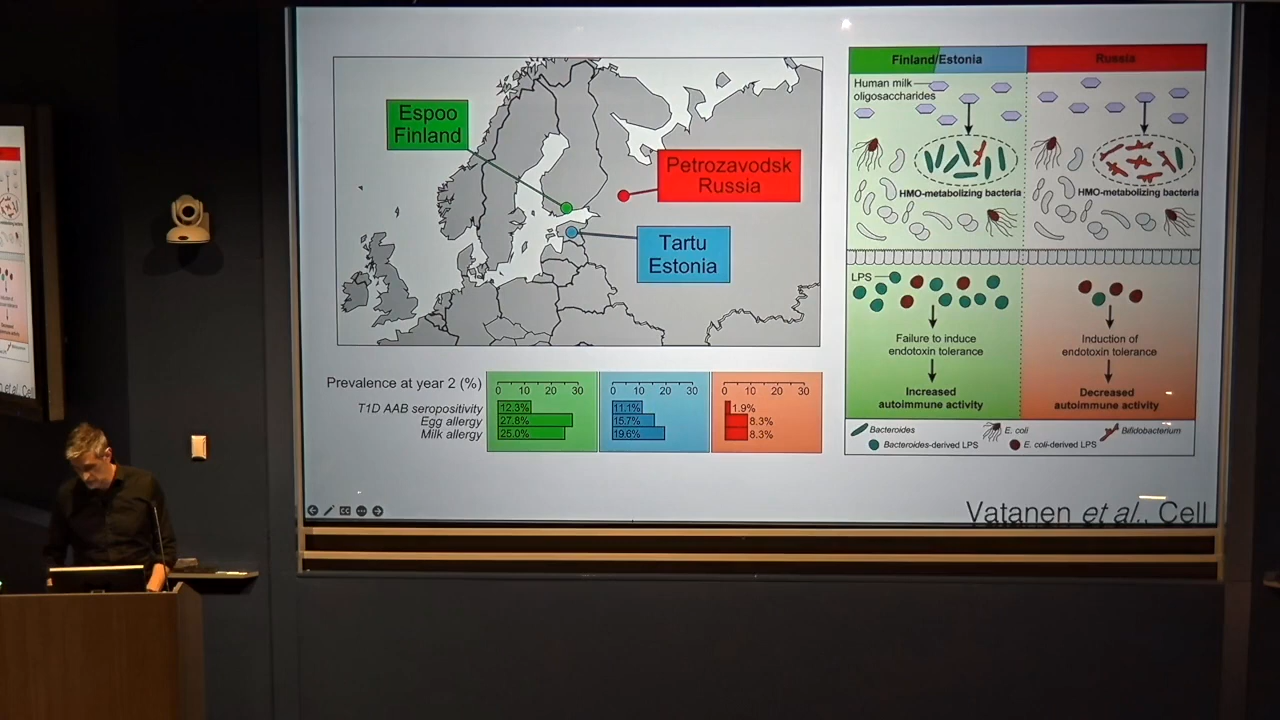 Espoo
Finland
Petrozavodsk
Russia
Tartu
Estonia
Prevalence at year 2 (%)
0 10 20 30
0 10 20 30
0 10 20 30
T1D AAB seropositivity
12.3%
11.1%
1.9%
Egg allergy
27.8%
15.7%
8.3%
Milk allergy
25.0%
19.6%
8.3%
Finland/Estonia
Russia
Human milk
oligosaccharides
HMO-metabolizing bacteria
HMO-metabolizing bacteria
LPS
Failure to induce
endotoxin tolerance
Increased
autoimmune activity
Induction of
endotoxin tolerance
Decreased
autoimmune activity
Bacteroides
E. coli
Bifidobacterium
Bacteroides-derived LPS
E. coli-derived LPS
Vatanen et al., Cell